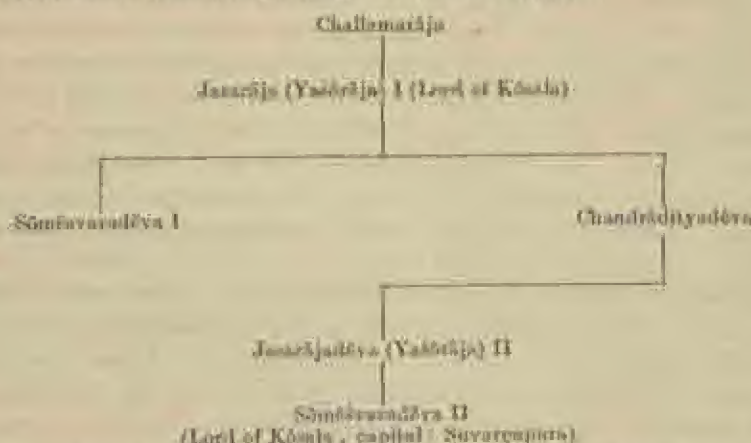 Challamarāja
Jasarāja (Yaśōrāja) I (Lord of Kōsala)
Sōmēśvaradēva I
Chandrādityadēva
Jasarājadēva (Yaśōrāja) II
Sōmēśvaradēva II
(Lord of Kōsala, capital: Suvarṇapura)